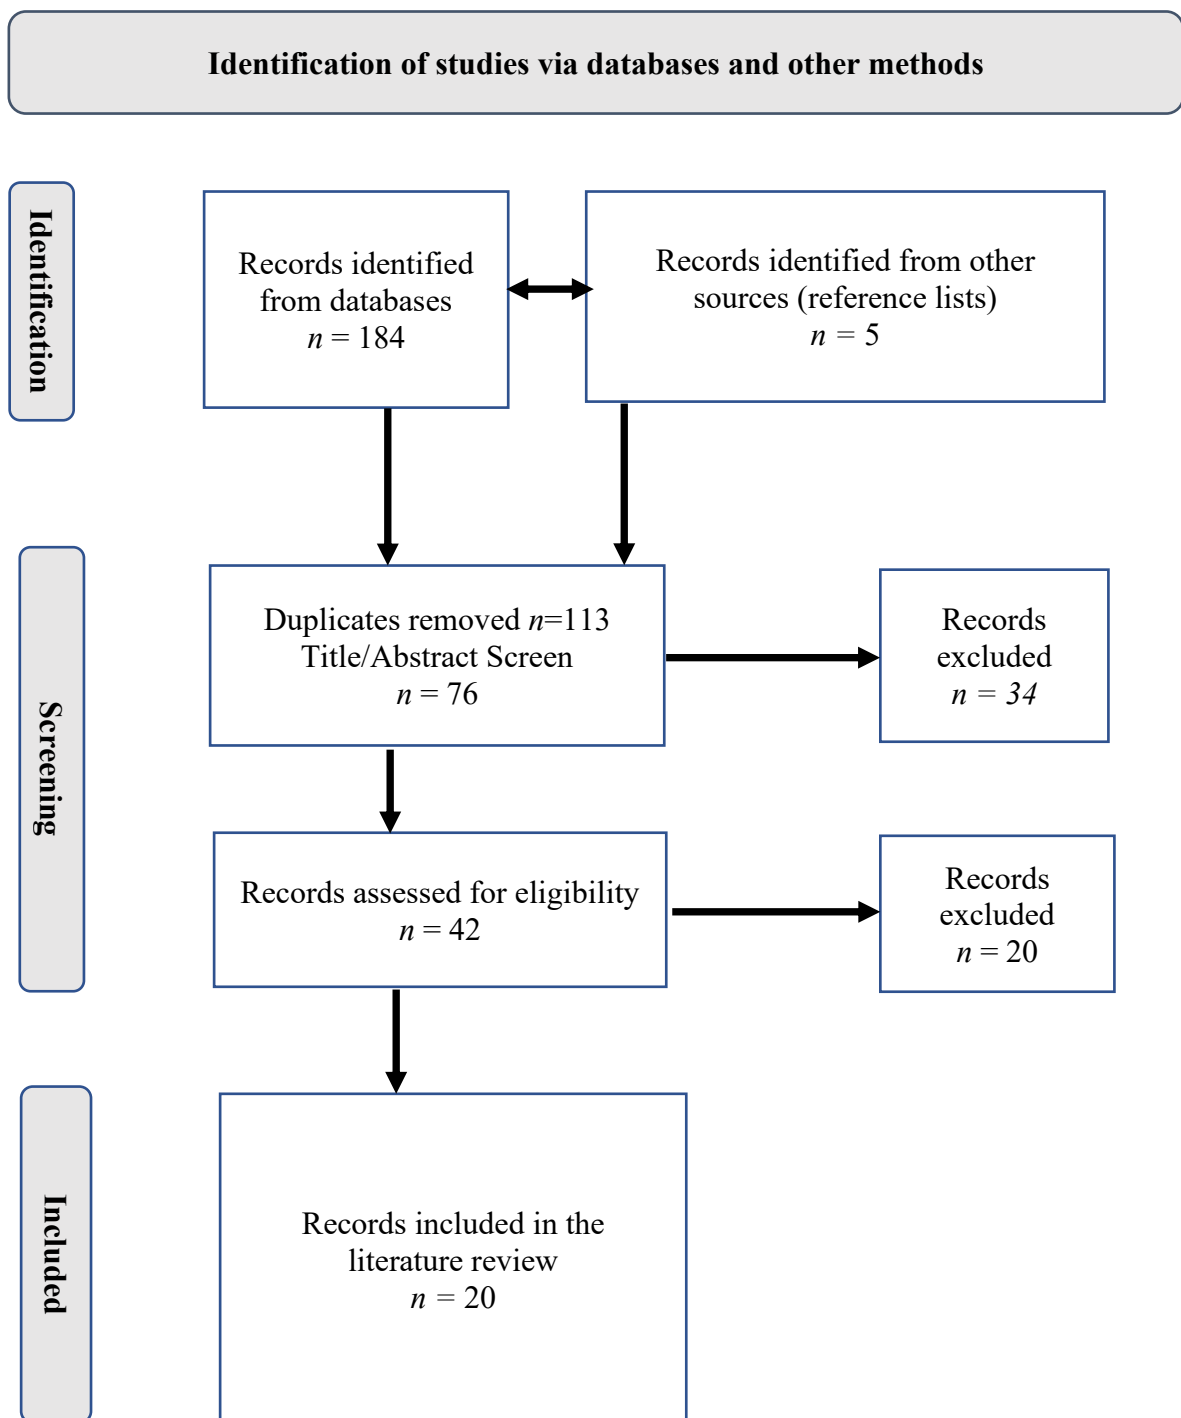 Identification of studies via databases and other methods
Identification
Records identified
from databases
n = 184
Records identified from other
sources (reference lists)
n = 5
Screening
Duplicates removed n=113
Title/Abstract Screen
n = 76
Records
excluded
n = 34
Records assessed for eligibility
n = 42
Records
excluded
n = 20
Included
Records included in the
literature review
n = 20